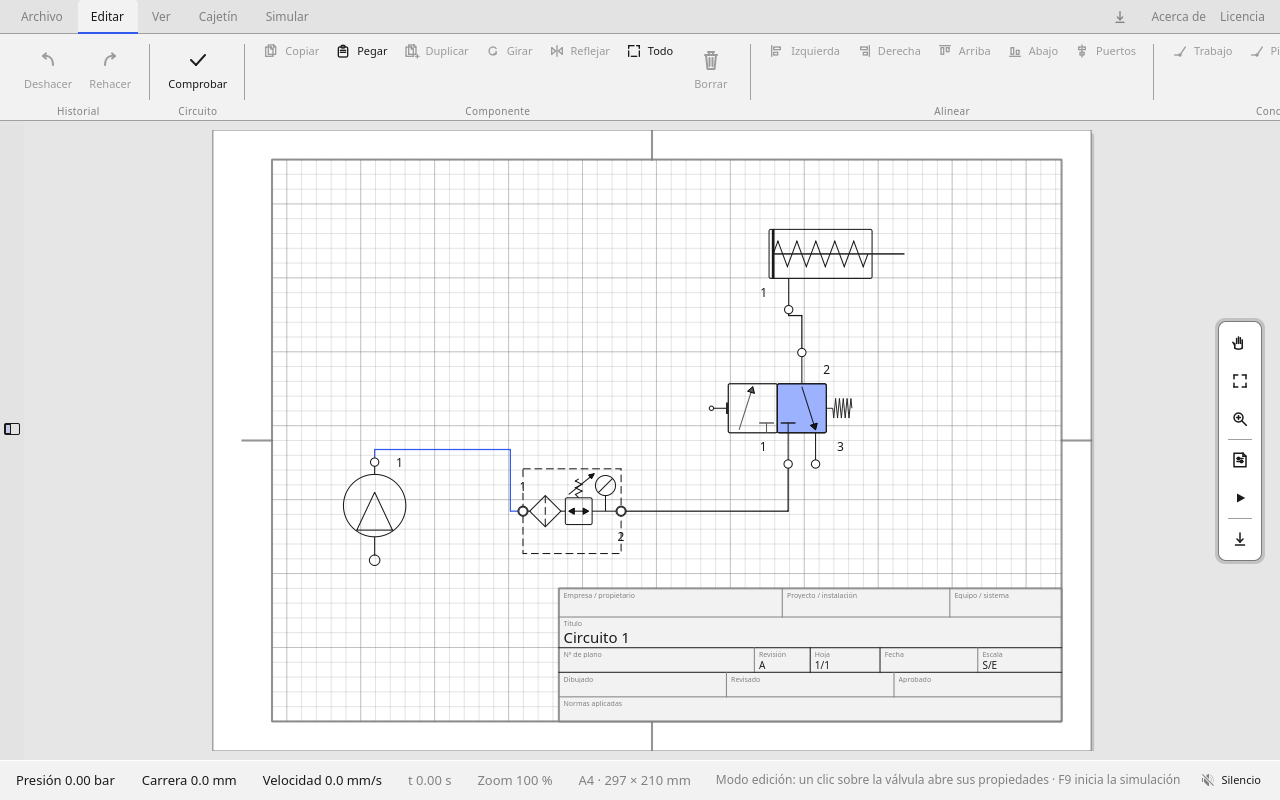 Archivo Editar Ver Cajetín Simular Acerca de Licencia
Copiar Pegar Duplicar Girar Reflejar Todo Izquierda Derecha Arriba Abajo Puertos Trabajo Pi
Deshacer Rehacer Comprobar Borrar
Historial Circuito Componente Alinear Conc
1
2
1 3
1
1
2
Empresa / propietario Proyecto / instalación Equipo / sistema
Título
Circuito 1
Nº de plano Revisión Hoja Fecha Escala
A 1/1 S/E
Dibujado Revisado Aprobado
Normas aplicadas
Presión 0.00 bar Carrera 0.0 mm Velocidad 0.0 mm/s t 0.00 s Zoom 100 % A4 · 297 × 210 mm Modo edición: un clic sobre la válvula abre sus propiedades · F9 inicia la simulación Silencio